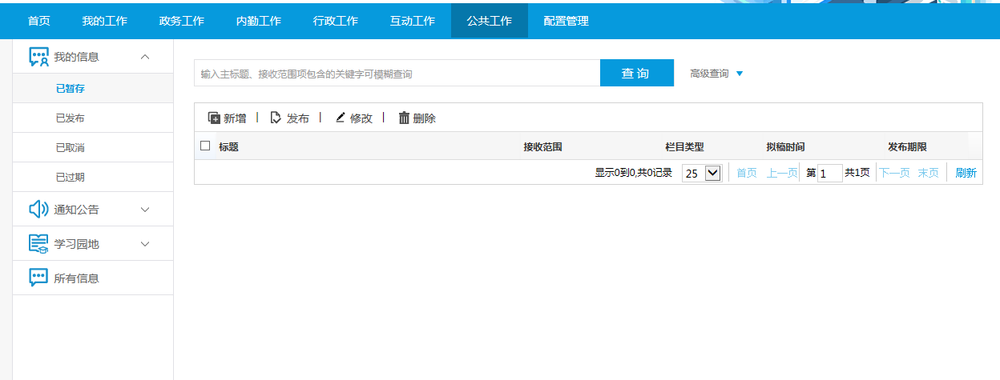 首页 我的工作 政务工作 内勤工作 行政工作 互动工作 公共工作 配置管理
我的信息
已暂存
已发布
已取消
已过期
通知公告
学习园地
所有信息
输入主标题、接收范围项包含的关键字可模糊查询 查 询 高级查询
新增 | 发布 | 修改 | 删除
标题 接收范围 栏目类型 拟稿时间 发布期限
显示0到0,共0记录 25 首页 上一页 第 1 共1页 下一页 末页 刷新